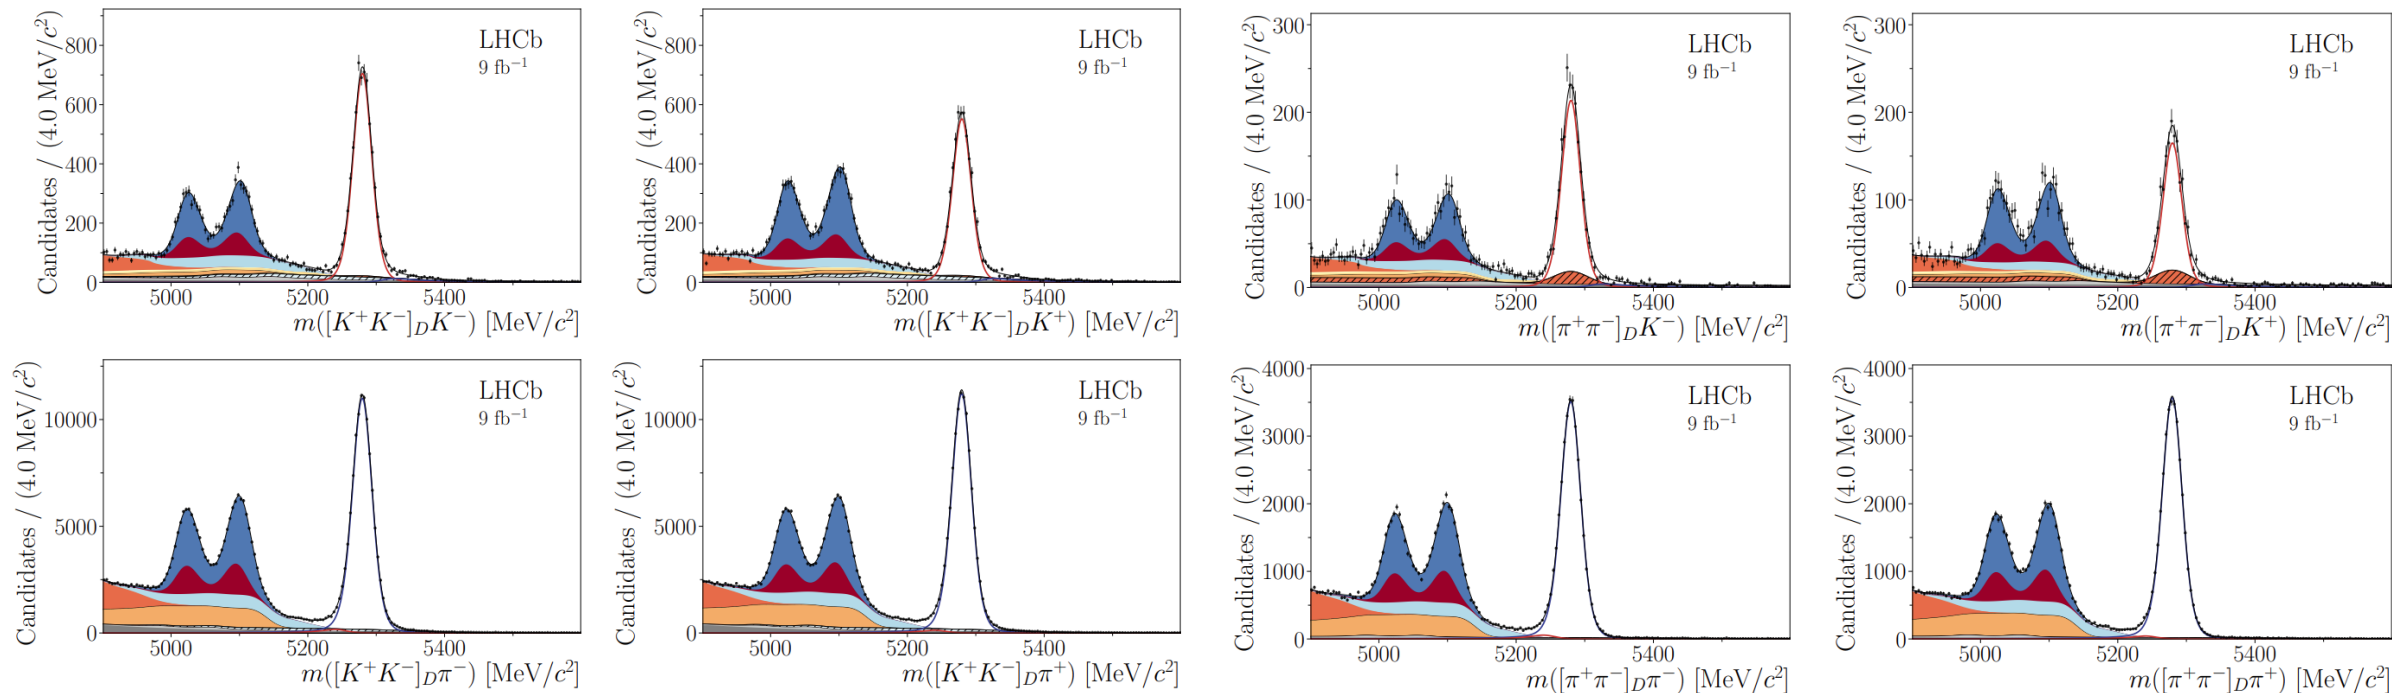 Candidates / (4.0 MeV/c²)
800
600
400
200
0
5000 5200 5400
LHCb
9 fb⁻¹
m([K⁺K⁻]_D K⁻) [MeV/c²]
Candidates / (4.0 MeV/c²)
800
600
400
200
0
5000 5200 5400
LHCb
9 fb⁻¹
m([K⁺K⁻]_D K⁺) [MeV/c²]
Candidates / (4.0 MeV/c²)
300
200
100
0
5000 5200 5400
LHCb
9 fb⁻¹
m([π⁺π⁻]_D K⁻) [MeV/c²]
Candidates / (4.0 MeV/c²)
300
200
100
0
5000 5200 5400
LHCb
9 fb⁻¹
m([π⁺π⁻]_D K⁺) [MeV/c²]
Candidates / (4.0 MeV/c²)
10000
5000
0
5000 5200 5400
LHCb
9 fb⁻¹
m([K⁺K⁻]_D π⁻) [MeV/c²]
Candidates / (4.0 MeV/c²)
10000
5000
0
5000 5200 5400
LHCb
9 fb⁻¹
m([K⁺K⁻]_D π⁺) [MeV/c²]
Candidates / (4.0 MeV/c²)
4000
3000
2000
1000
0
5000 5200 5400
LHCb
9 fb⁻¹
m([π⁺π⁻]_D π⁻) [MeV/c²]
Candidates / (4.0 MeV/c²)
4000
3000
2000
1000
0
5000 5200 5400
LHCb
9 fb⁻¹
m([π⁺π⁻]_D π⁺) [MeV/c²]